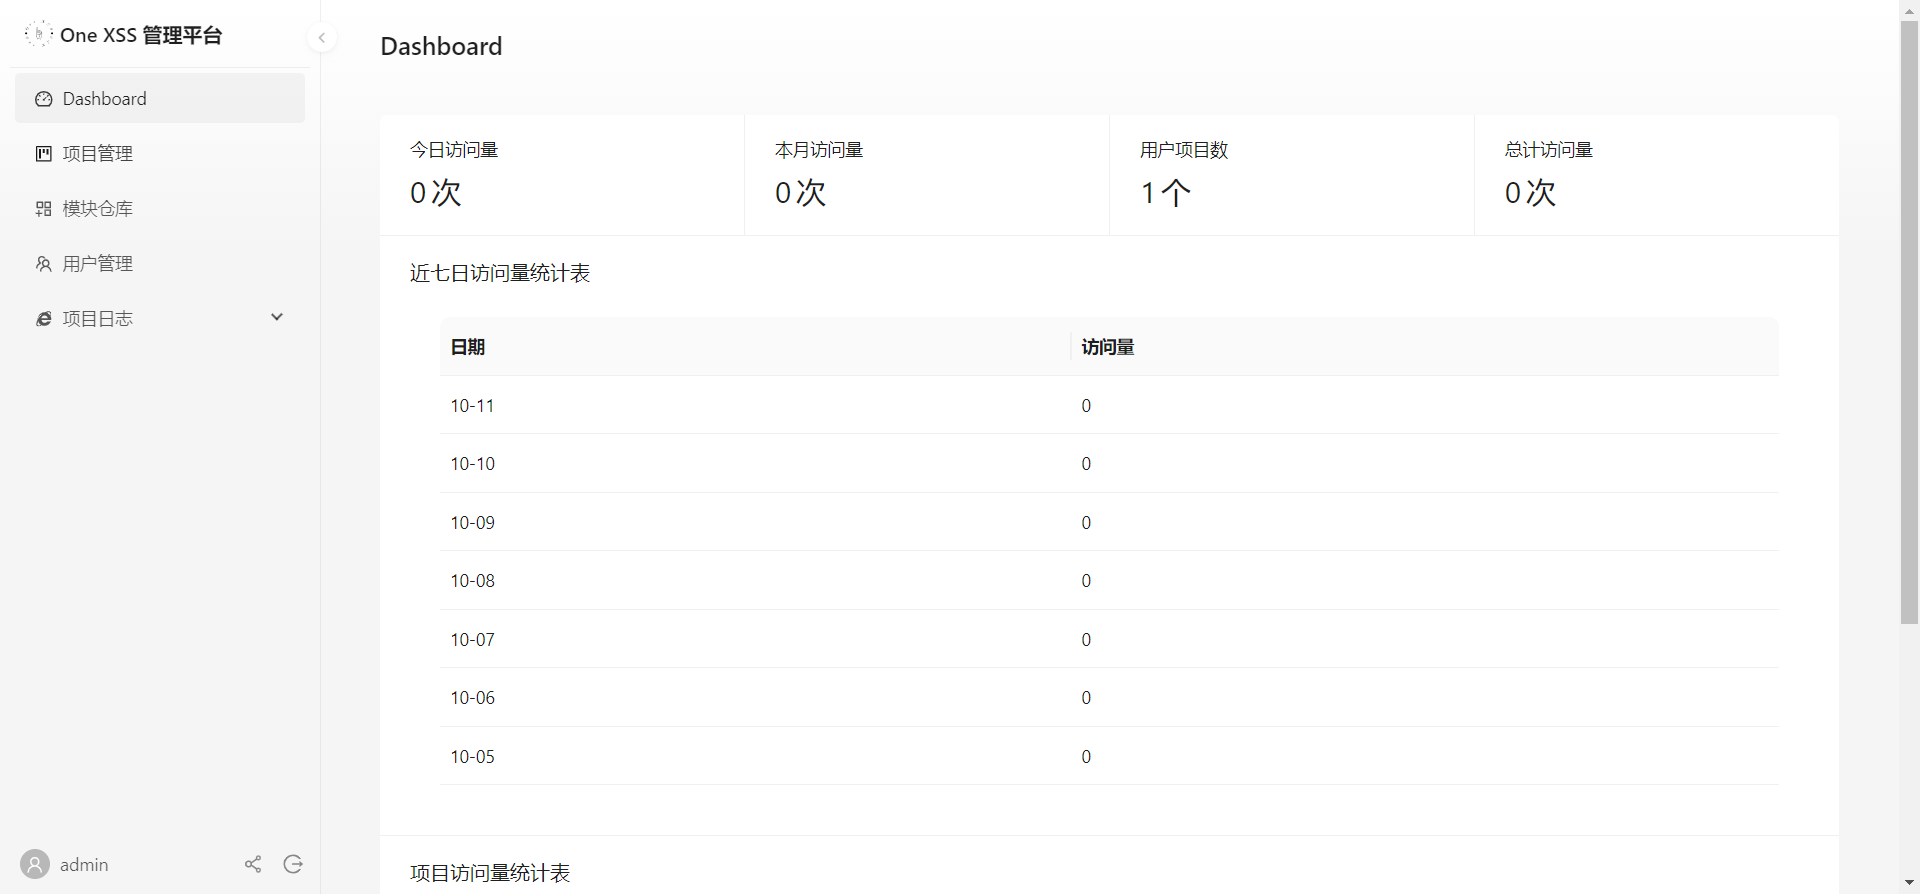 One XSS 管理平台
Dashboard
项目管理
模块仓库
用户管理
项目日志
admin
Dashboard
今日访问量
0 次
本月访问量
0 次
用户项目数
1 个
总计访问量
0 次
近七日访问量统计表
日期 访问量
10-11 0
10-10 0
10-09 0
10-08 0
10-07 0
10-06 0
10-05 0
项目访问量统计表